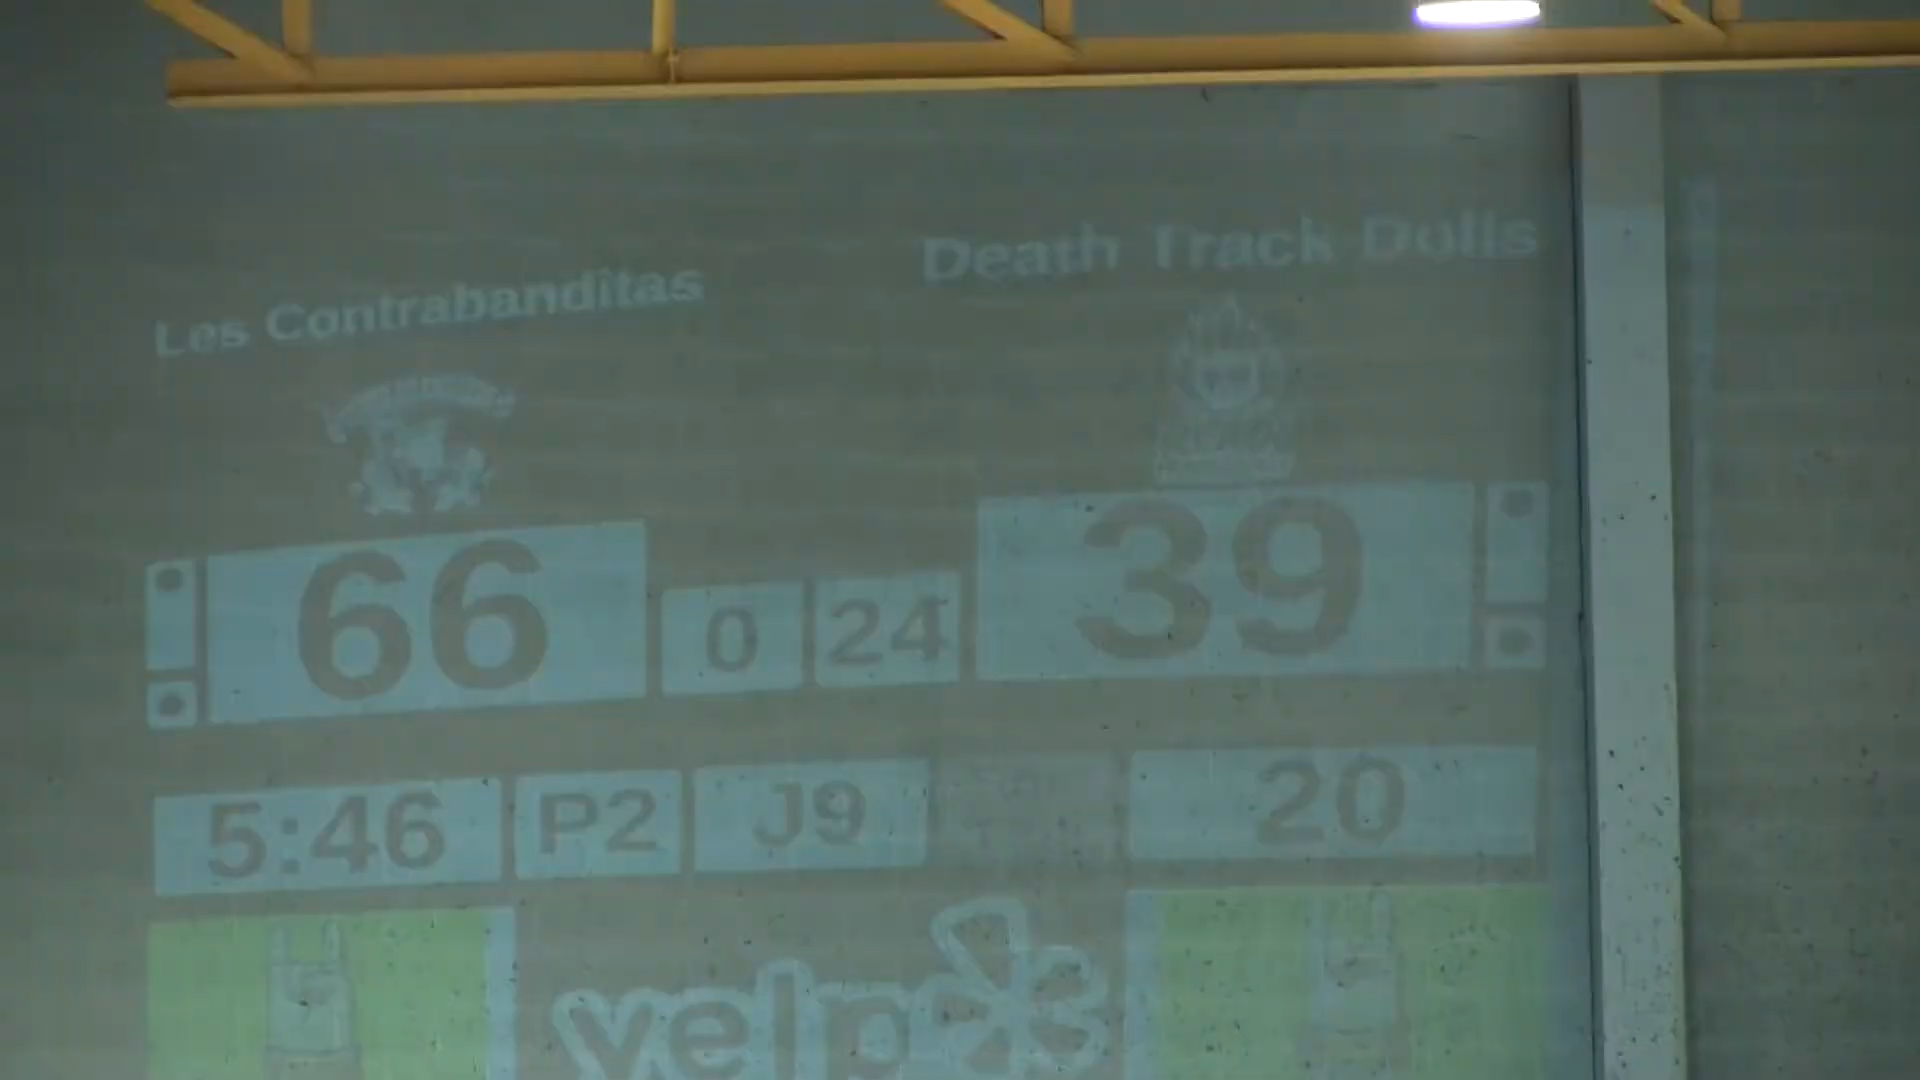 Les Contrabanditas
Death Track Dolls
66
0
24
39
5:46
P2
J9
20
yelp